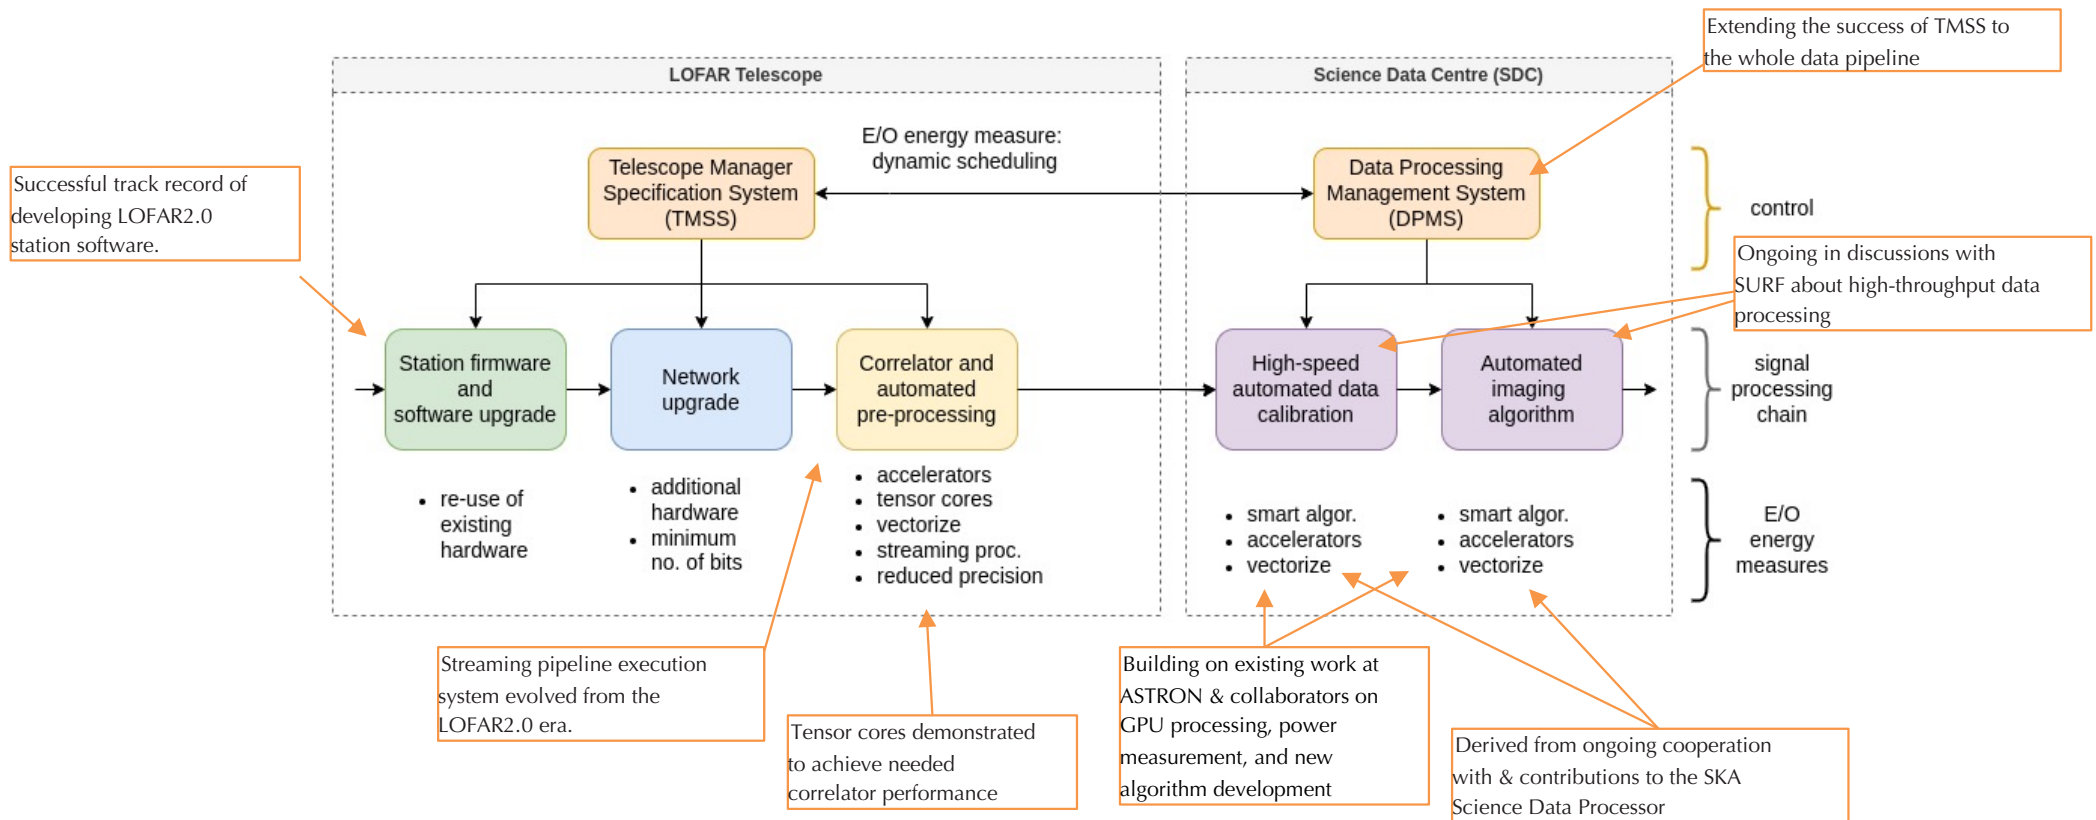 Extending the success of TMSS to
the whole data pipeline
LOFAR Telescope
Science Data Centre (SDC)
E/O energy measure:
dynamic scheduling
Successful track record of
developing LOFAR2.0
station software.
Telescope Manager
Specification System
(TMSS)
Data Processing
Management System
(DPMS)
control
Ongoing in discussions with
SURF about high-throughput data
processing
Station firmware
and
software upgrade
Network
upgrade
Correlator and
automated
pre-processing
High-speed
automated data
calibration
Automated
imaging
algorithm
signal
processing
chain
• re-use of
existing
hardware
• additional
hardware
• minimum
no. of bits
• accelerators
• tensor cores
• vectorize
• streaming proc.
• reduced precision
• smart algor.
• accelerators
• vectorize
• smart algor.
• accelerators
• vectorize
E/O
energy
measures
Streaming pipeline execution
system evolved from the
LOFAR2.0 era.
Tensor cores demonstrated
to achieve needed
correlator performance
Building on existing work at
ASTRON & collaborators on
GPU processing, power
measurement, and new
algorithm development
Derived from ongoing cooperation
with & contributions to the SKA
Science Data Processor